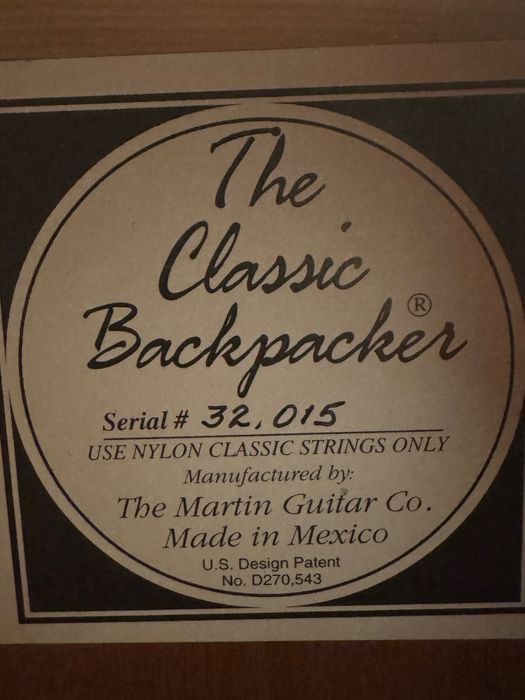 The
Classic
Backpacker®
Serial # 32,015
USE NYLON CLASSIC STRINGS ONLY
Manufactured by:
The Martin Guitar Co.
Made in Mexico
U.S. Design Patent
No. D270,543